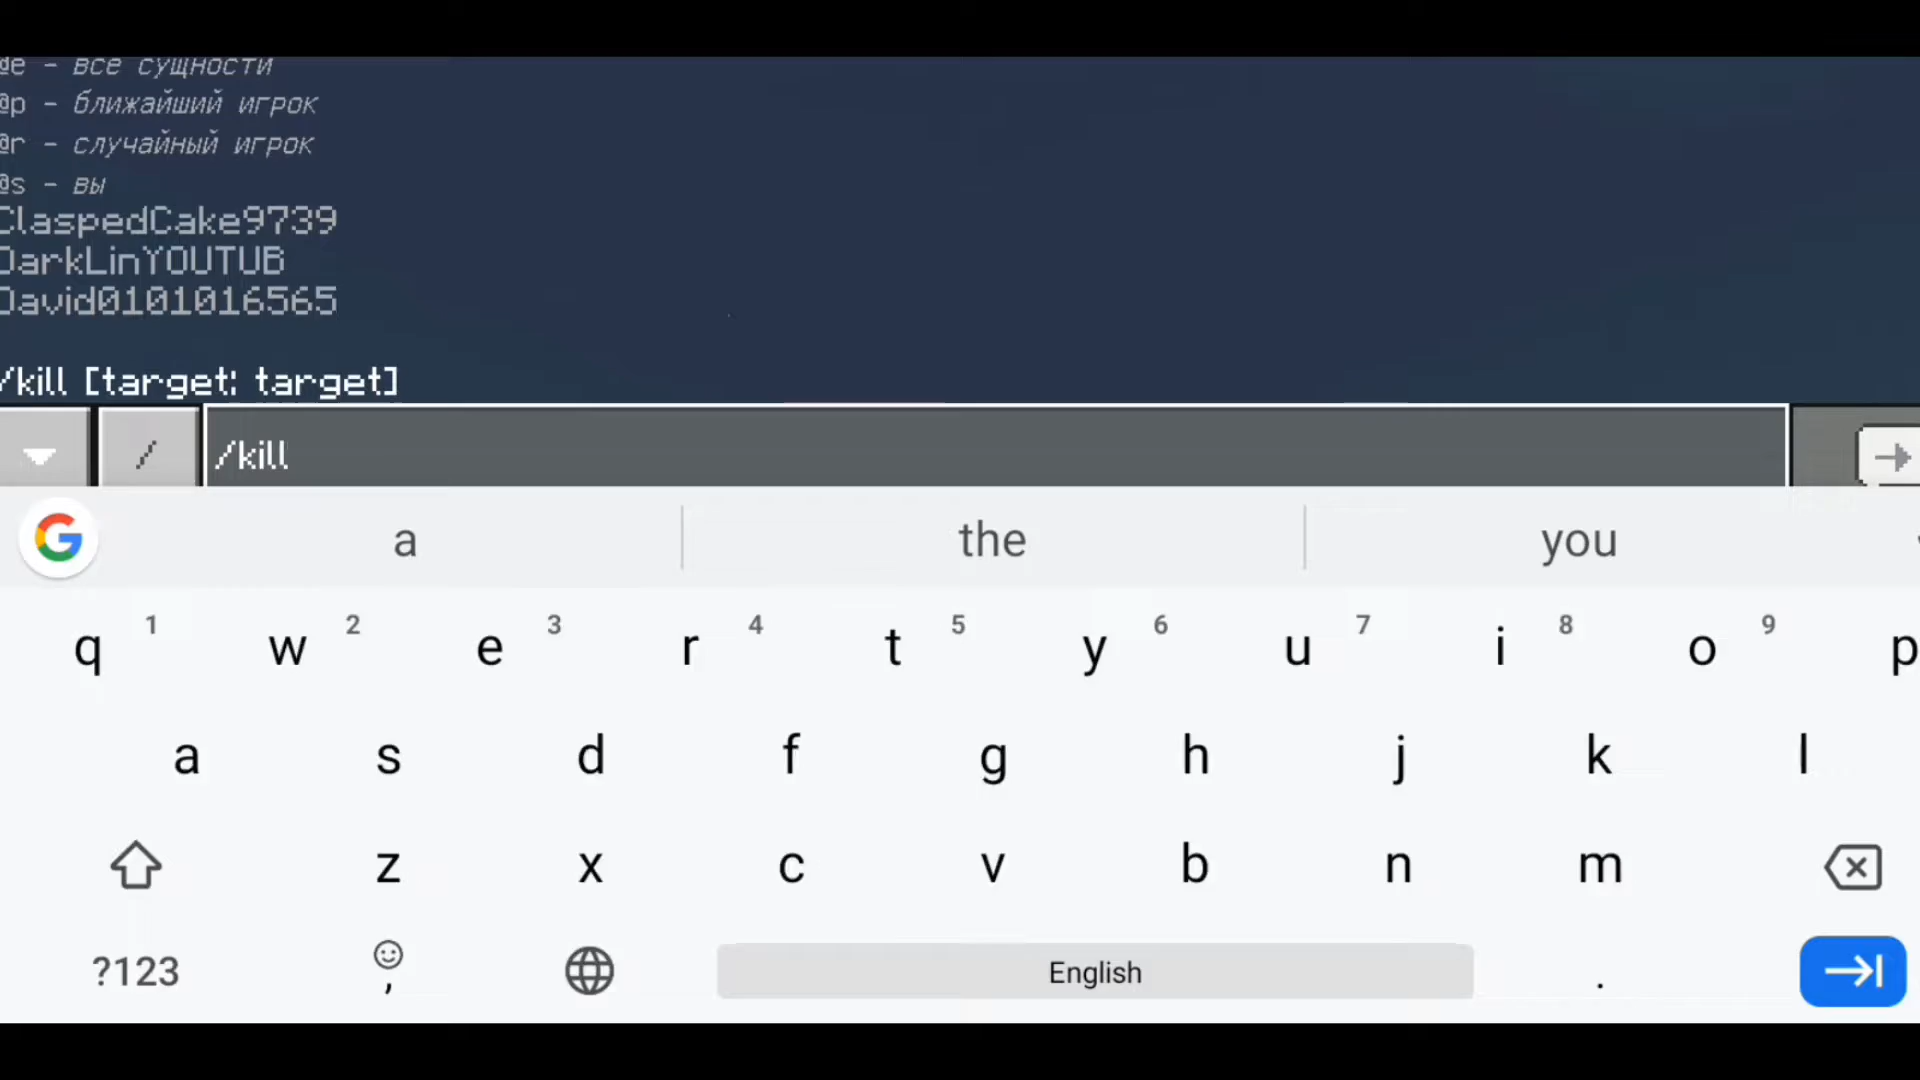 @e - все сущности
@p - ближайший игрок
@r - случайный игрок
@s - вы
ClaspedCake9739
DarkLinYOUTUB
David0101016565
/kill [target: target]
/ /kill
a the you
q 1 w 2 e 3 r 4 t 5 y 6 u 7 i 8 o 9 p
a s d f g h j k l
z x c v b n m
?123 , English .